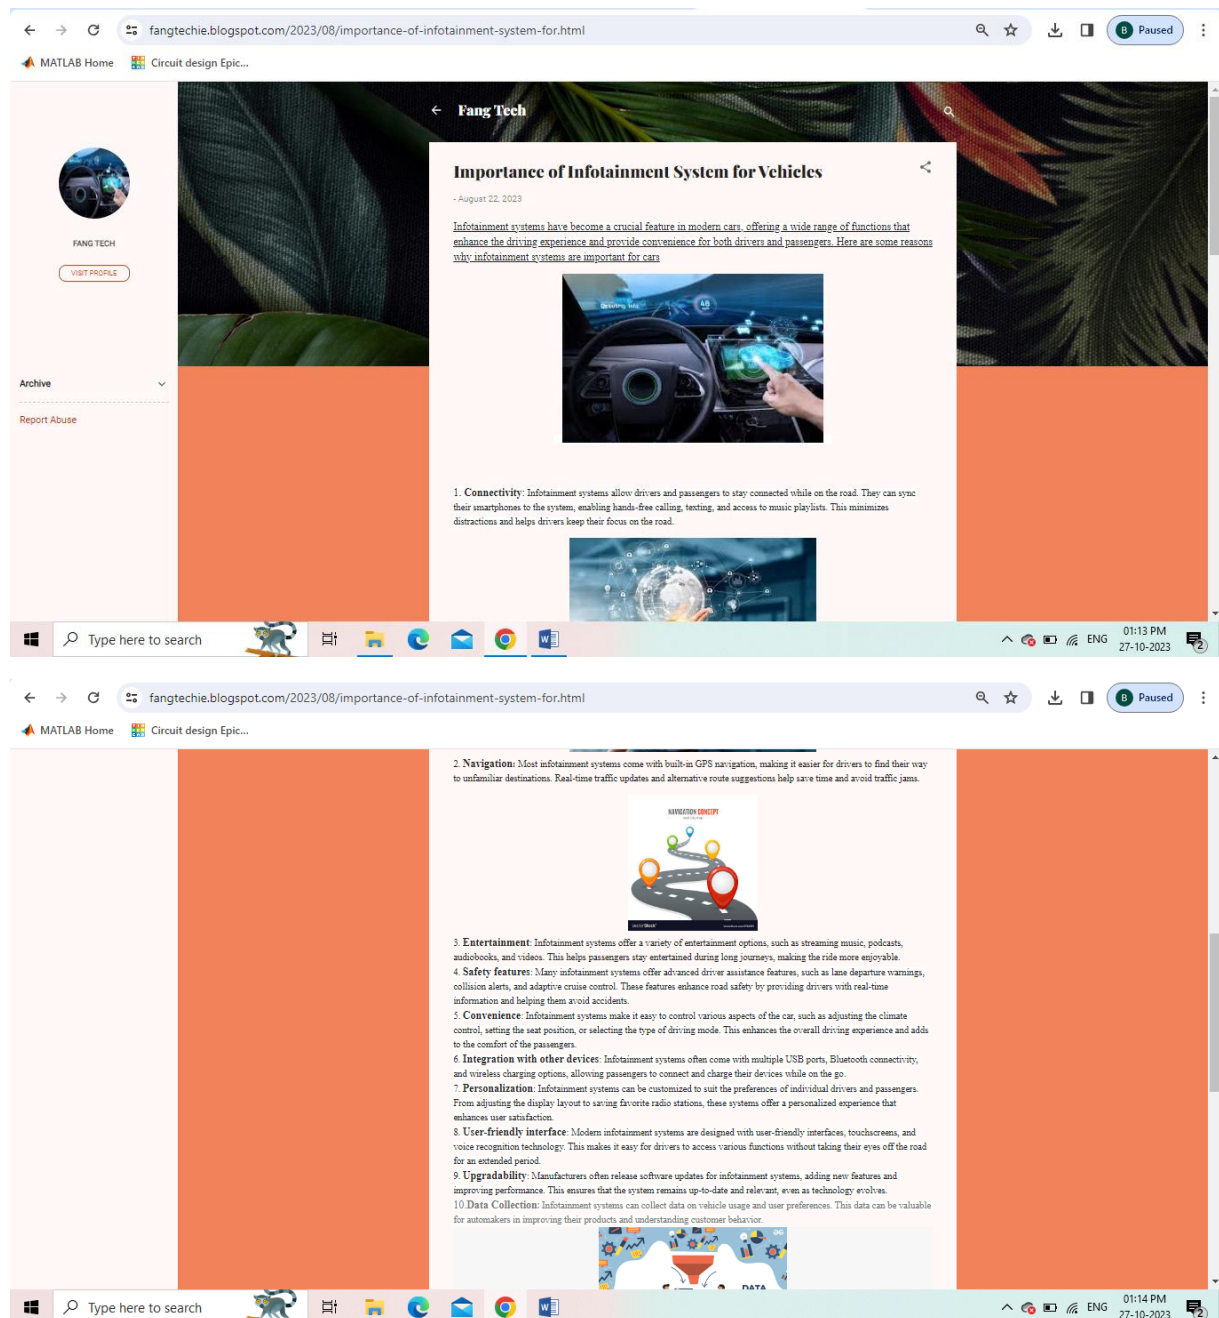 fangtechie.blogspot.com/2023/08/importance-of-infotainment-system-for.html
B Paused
MATLAB Home Circuit design Epic...
Fang Tech
Importance of Infotainment System for Vehicles
- August 22, 2023
FANG TECH
VISIT PROFILE
Infotainment systems have become a crucial feature in modern cars, offering a wide range of functions that
enhance the driving experience and provide convenience for both drivers and passengers. Here are some reasons
why infotainment systems are important for cars
48
Archive
Report Abuse
1. Connectivity: Infotainment systems allow drivers and passengers to stay connected while on the road. They can sync
their smartphones to the system, enabling hands-free calling, texting, and access to music playlists. This minimizes
distractions and helps drivers keep their focus on the road.
Type here to search
ENG
01:13 PM
27-10-2023
2
fangtechie.blogspot.com/2023/08/importance-of-infotainment-system-for.html
B Paused
MATLAB Home Circuit design Epic...
2. Navigation: Most infotainment systems come with built-in GPS navigation, making it easier for drivers to find their way
to unfamiliar destinations. Real-time traffic updates and alternative route suggestions help save time and avoid traffic jams.
NAVIGATION CONCEPT
3. Entertainment: Infotainment systems offer a variety of entertainment options, such as streaming music, podcasts,
audiobooks, and videos. This helps passengers stay entertained during long journeys, making the ride more enjoyable.
4. Safety features: Many infotainment systems offer advanced driver assistance features, such as lane departure warnings,
collision alerts, and adaptive cruise control. These features enhance road safety by providing drivers with real-time
information and helping them avoid accidents.
5. Convenience: Infotainment systems make it easy to control various aspects of the car, such as adjusting the climate
control, setting the seat position, or selecting the type of driving mode. This enhances the overall driving experience and adds
to the comfort of the passengers.
6. Integration with other devices: Infotainment systems often come with multiple USB ports, Bluetooth connectivity,
and wireless charging options, allowing passengers to connect and charge their devices while on the go.
7. Personalization: Infotainment systems can be customized to suit the preferences of individual drivers and passengers.
From adjusting the display layout to saving favorite radio stations, these systems offer a personalized experience that
enhances user satisfaction.
8. User-friendly interface: Modern infotainment systems are designed with user-friendly interfaces, touchscreens, and
voice recognition technology. This makes it easy for drivers to access various functions without taking their eyes off the road
for an extended period.
9. Upgradability: Manufacturers often release software updates for infotainment systems, adding new features and
improving performance. This ensures that the system remains up-to-date and relevant, even as technology evolves.
10.Data Collection: Infotainment systems can collect data on vehicle usage and user preferences. This data can be valuable
for automakers in improving their products and understanding customer behavior.
DATA
Type here to search
ENG
01:14 PM
27-10-2023
2